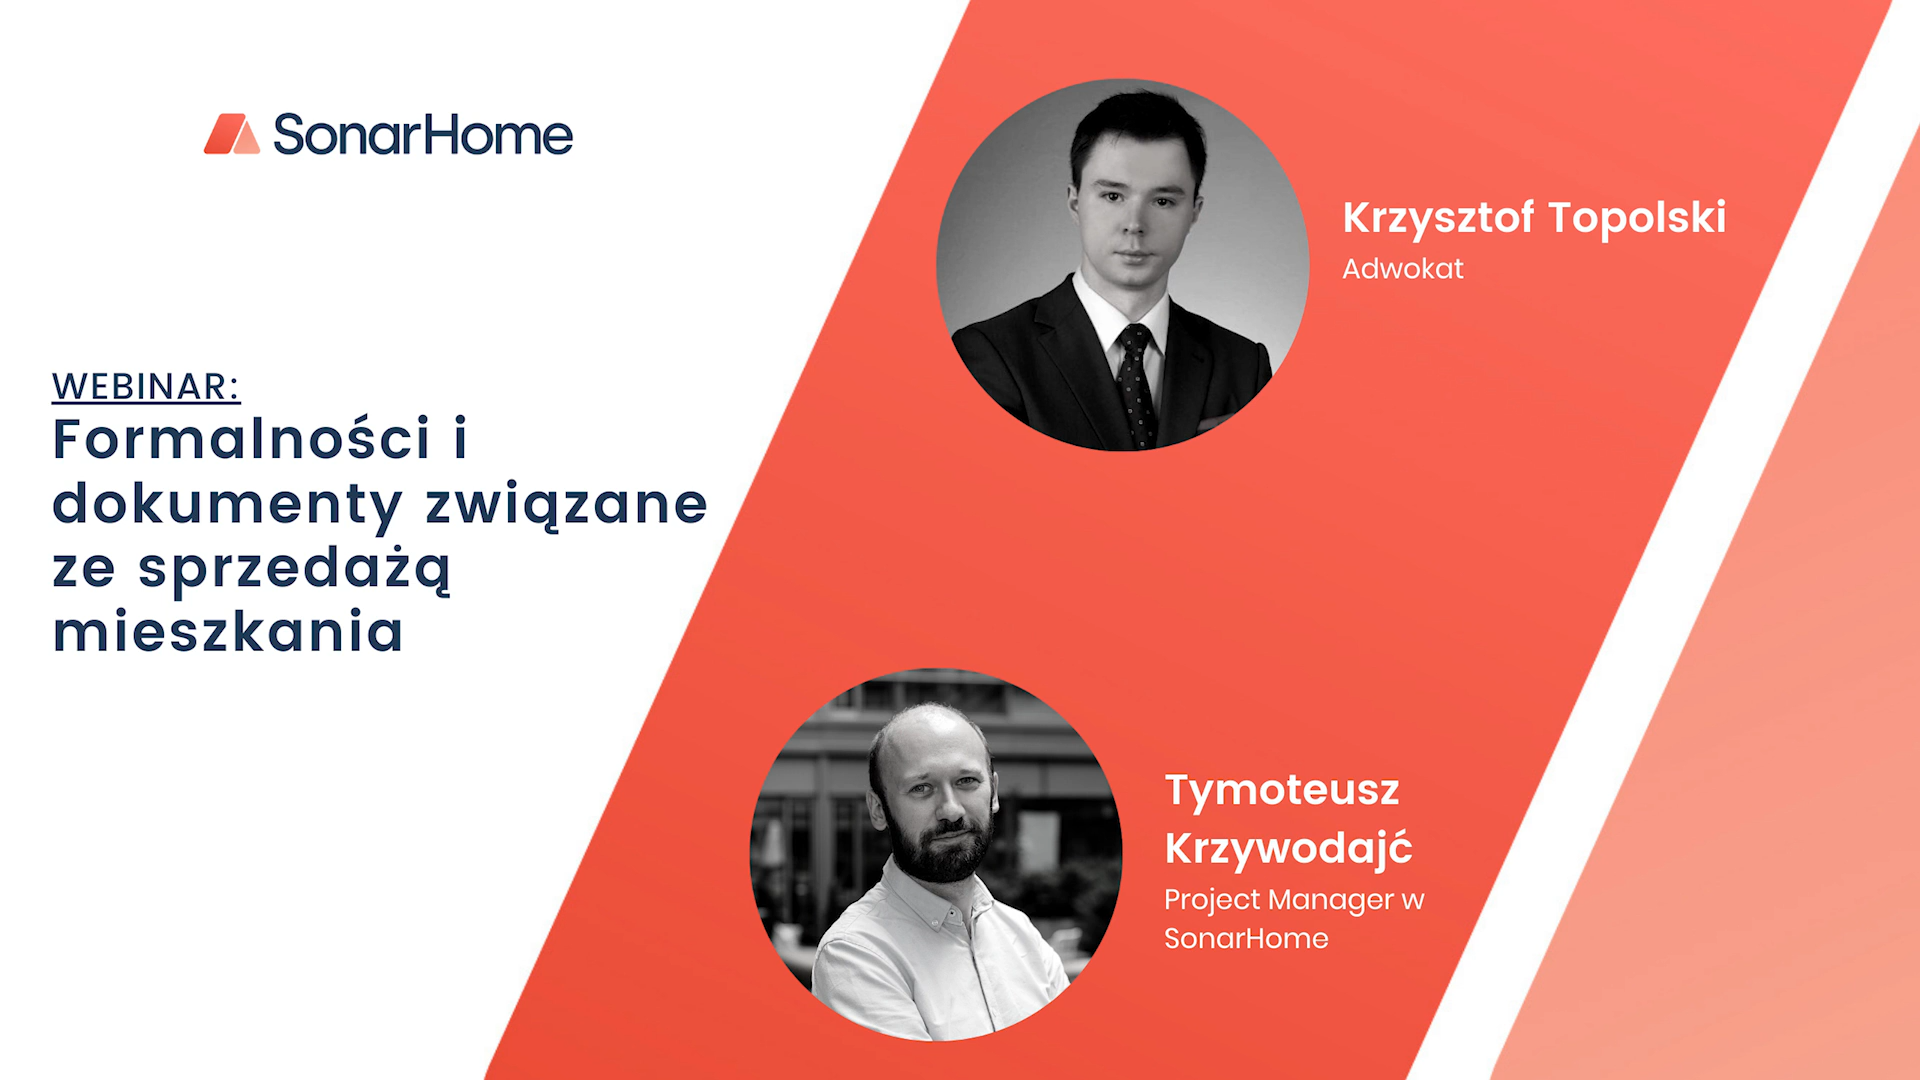 SonarHome
WEBINAR:
Formalności i
dokumenty związane
ze sprzedażą
mieszkania
Krzysztof Topolski
Adwokat
Tymoteusz
Krzywodajć
Project Manager w
SonarHome